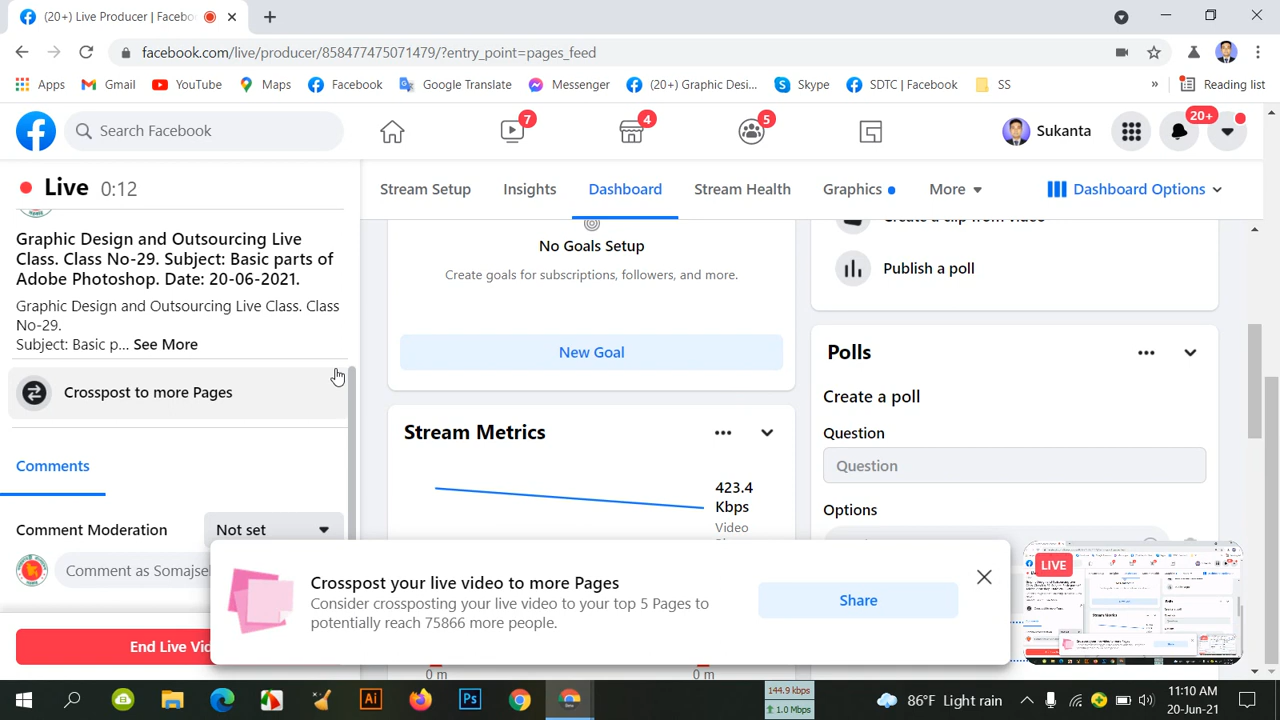 (20+) Live Producer | Facebo
facebook.com/live/producer/858477475071479/?entry_point=pages_feed
Apps Gmail YouTube Maps Facebook Google Translate Messenger (20+) Graphic Desi... Skype SDTC | Facebook SS » Reading list
Search Facebook 7 4 5 Sukanta 20+
Live 0:12
Stream Setup Insights Dashboard Stream Health Graphics More Dashboard Options
Graphic Design and Outsourcing Live
Class. Class No-29. Subject: Basic parts of
Adobe Photoshop. Date: 20-06-2021.
Graphic Design and Outsourcing Live Class. Class
No-29.
Subject: Basic p... See More
Crosspost to more Pages
Comments
Comment Moderation Not set
Comment as Somajsel
End Live Vid
No Goals Setup
Create goals for subscriptions, followers, and more.
New Goal
Stream Metrics
423.4
Kbps
Video
0 m 0 m
Create a clip from video
Publish a poll
Polls
Create a poll
Question
Question
Options
Crosspost your live video to more Pages
Consider crossposting your live video to your top 5 Pages to
potentially reach 75866 more people.
Share
LIVE
Ai Ps
144.9 kbps
1.0 Mbps
86°F Light rain
11:10 AM
20-Jun-21